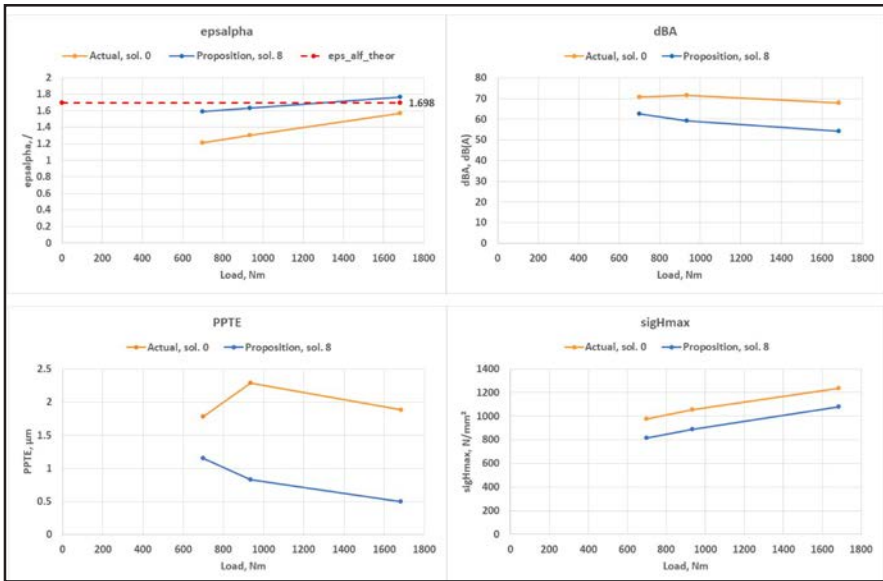 epsalpha
Actual, sol. 0 Proposition, sol. 8 eps_alf_theor
2
1.8
1.6
1.4
1.2
1
0.8
0.6
0.4
0.2
0
1.698
epsalpha, /
0 200 400 600 800 1000 1200 1400 1600 1800
Load, Nm
dBA
Actual, sol. 0 Proposition, sol. 8
80
70
60
50
40
30
20
10
0
dBA, dB(A)
0 200 400 600 800 1000 1200 1400 1600 1800
Load, Nm
PPTE
Actual, sol. 0 Proposition, sol. 8
2.5
2
1.5
1
0.5
0
PPTE, µm
0 200 400 600 800 1000 1200 1400 1600 1800
Load, Nm
sigHmax
Actual, sol. 0 Proposition, sol. 8
1400
1200
1000
800
600
400
200
0
sigHmax, N/mm²
0 200 400 600 800 1000 1200 1400 1600 1800
Load, Nm